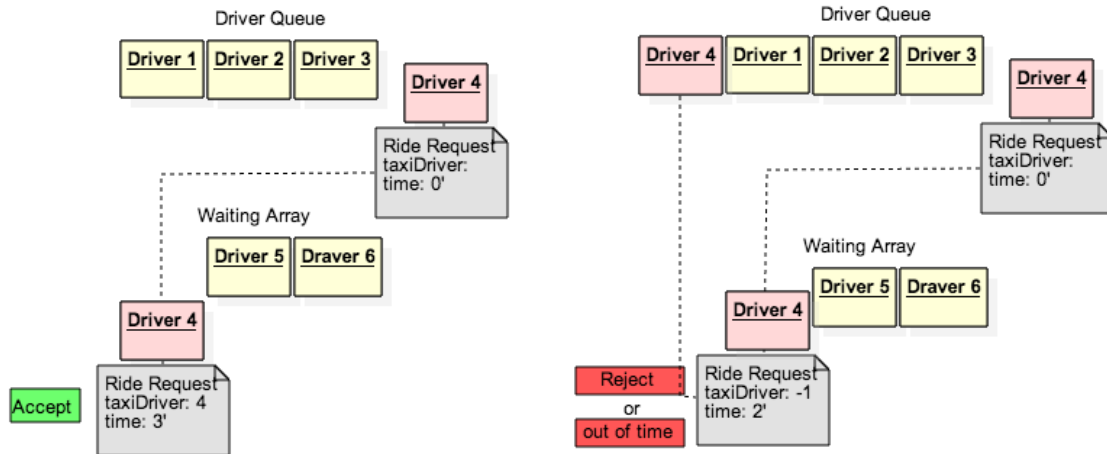 Driver Queue
Driver 1 Driver 2 Driver 3
Driver 4
Ride Request
taxiDriver:
time: 0'
Waiting Array
Driver 5 Draver 6
Driver 4
Ride Request
taxiDriver: 4
time: 3'
Accept
Driver Queue
Driver 4 Driver 1 Driver 2 Driver 3
Driver 4
Ride Request
taxiDriver:
time: 0'
Waiting Array
Driver 5 Draver 6
Driver 4
Ride Request
taxiDriver: -1
time: 2'
Reject
or
out of time